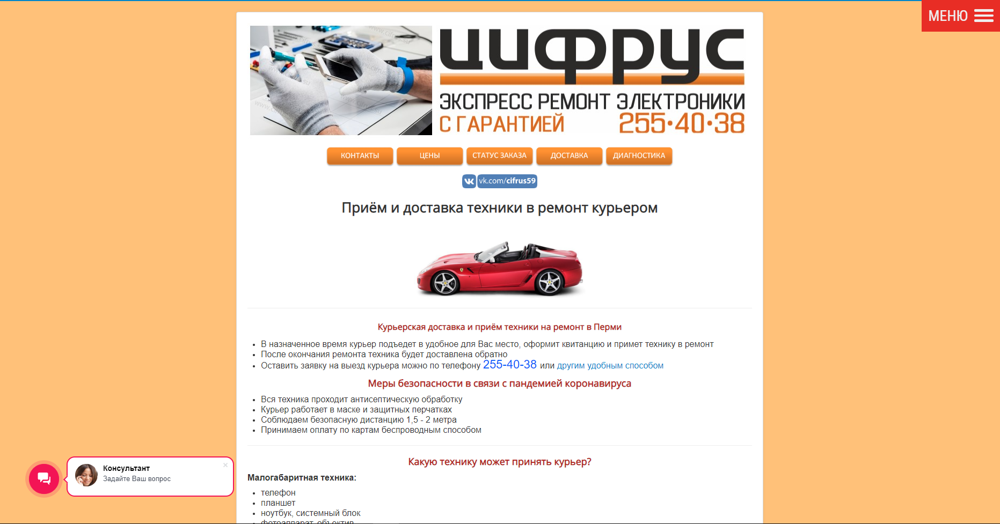 МЕНЮ
www.cifrus.su
ЦИФРУС
ЭКСПРЕСС РЕМОНТ ЭЛЕКТРОНИКИ
С ГАРАНТИЕЙ 255•40•38
КОНТАКТЫ ЦЕНЫ СТАТУС ЗАКАЗА ДОСТАВКА ДИАГНОСТИКА
vk.com/cifrus59
Приём и доставка техники в ремонт курьером
Курьерская доставка и приём техники на ремонт в Перми
В назначенное время курьер подъедет в удобное для Вас место, оформит квитанцию и примет технику в ремонт
После окончания ремонта техника будет доставлена обратно
Оставить заявку на выезд курьера можно по телефону 255-40-38 или другим удобным способом
Меры безопасности в связи с пандемией коронавируса
Вся техника проходит антисептическую обработку
Курьер работает в маске и защитных перчатках
Соблюдаем безопасную дистанцию 1,5 - 2 метра
Принимаем оплату по картам беспроводным способом
Какую технику может принять курьер?
Малогабаритная техника:
телефон
планшет
ноутбук, системный блок
фотоаппарат, объектив
Консультант
Задайте Ваш вопрос